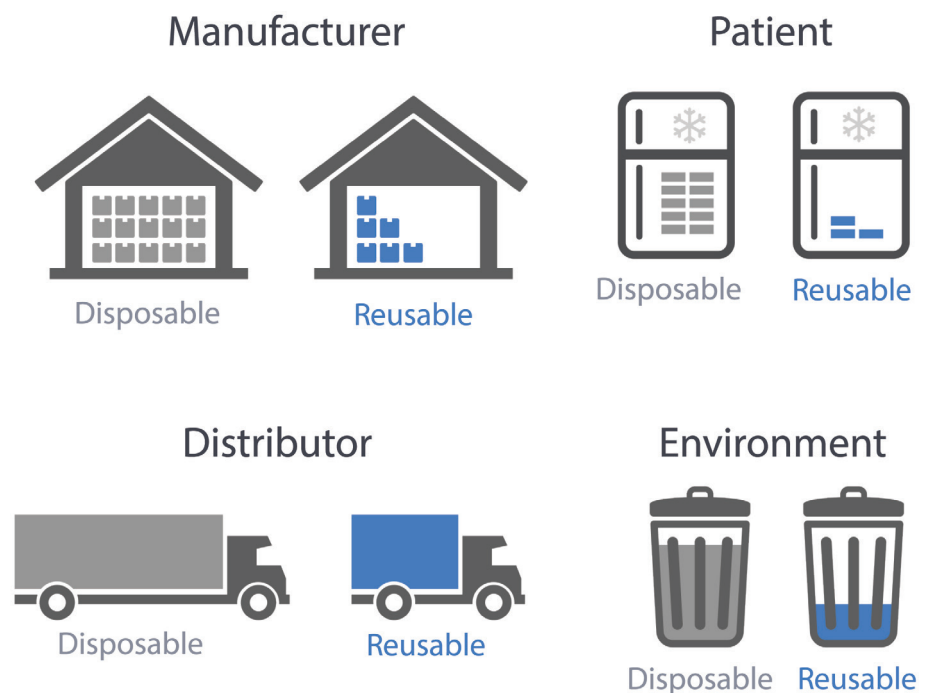 Manufacturer
Patient
Disposable
Reusable
Disposable
Reusable
Distributor
Environment
Disposable
Reusable
Disposable
Reusable